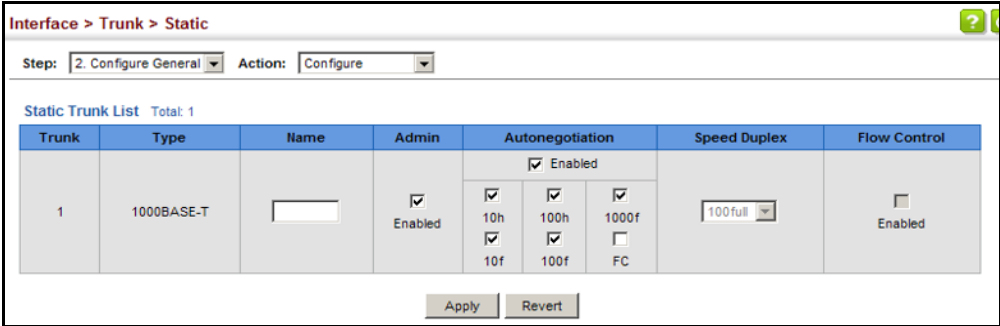 Interface > Trunk > Static
?
Step: 2. Configure General Action: Configure
Static Trunk List Total: 1
Trunk Type Name Admin Autonegotiation Speed Duplex Flow Control
Enabled
1 1000BASE-T Enabled 10h 100h 1000f 100full Enabled
10f 100f FC
Apply Revert